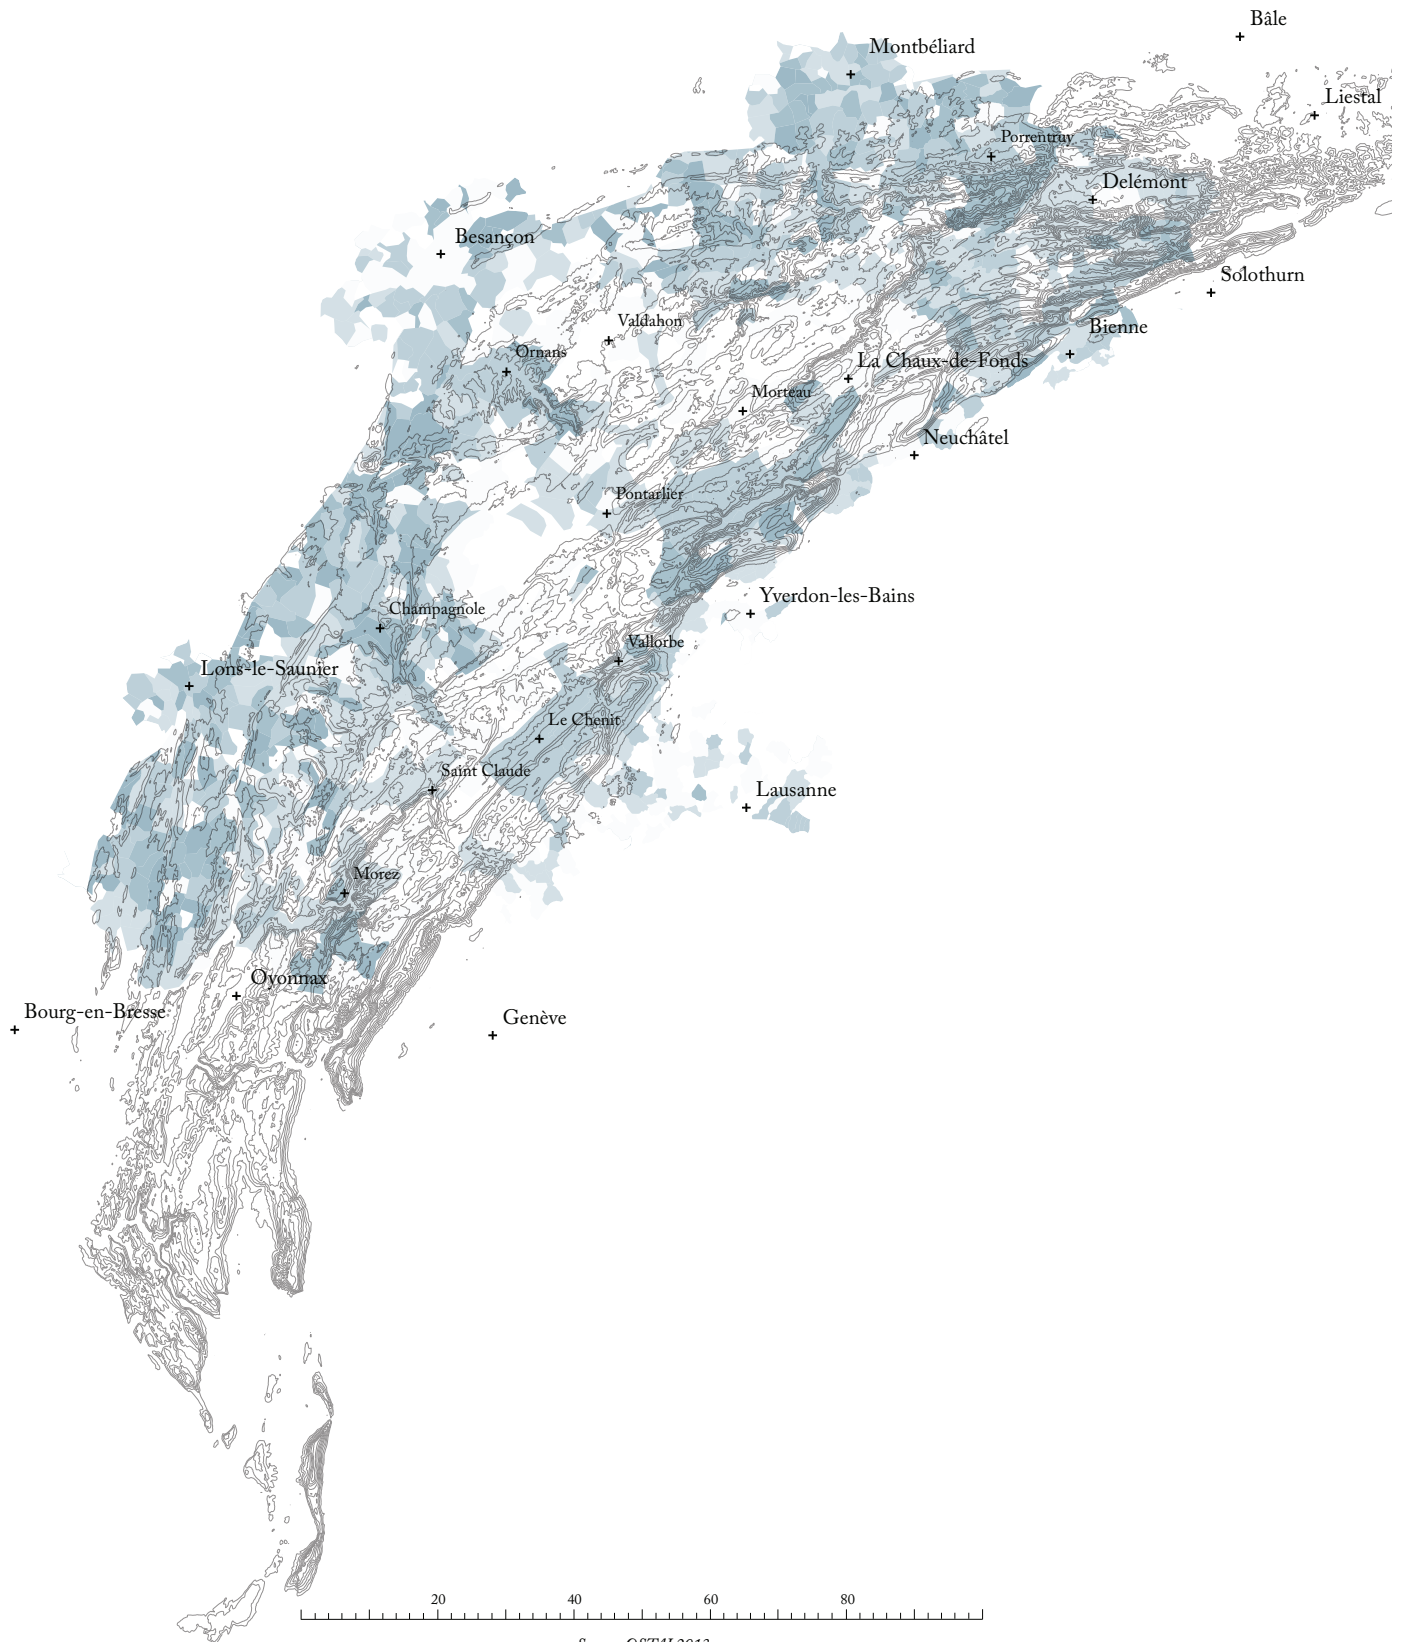 Bâle
Montbéliard
Liestal
Porrentruy
Delémont
Besançon
Solothurn
Valdahon
Bienne
Ornans
La Chaux-de-Fonds
Morteau
Neuchâtel
Pontarlier
Yverdon-les-Bains
Champagnole
Vallorbe
Lons-le-Saunier
Le Chenit
Saint Claude
Lausanne
Morez
Oyonnax
Bourg-en-Bresse
Genève
20 40 60 80